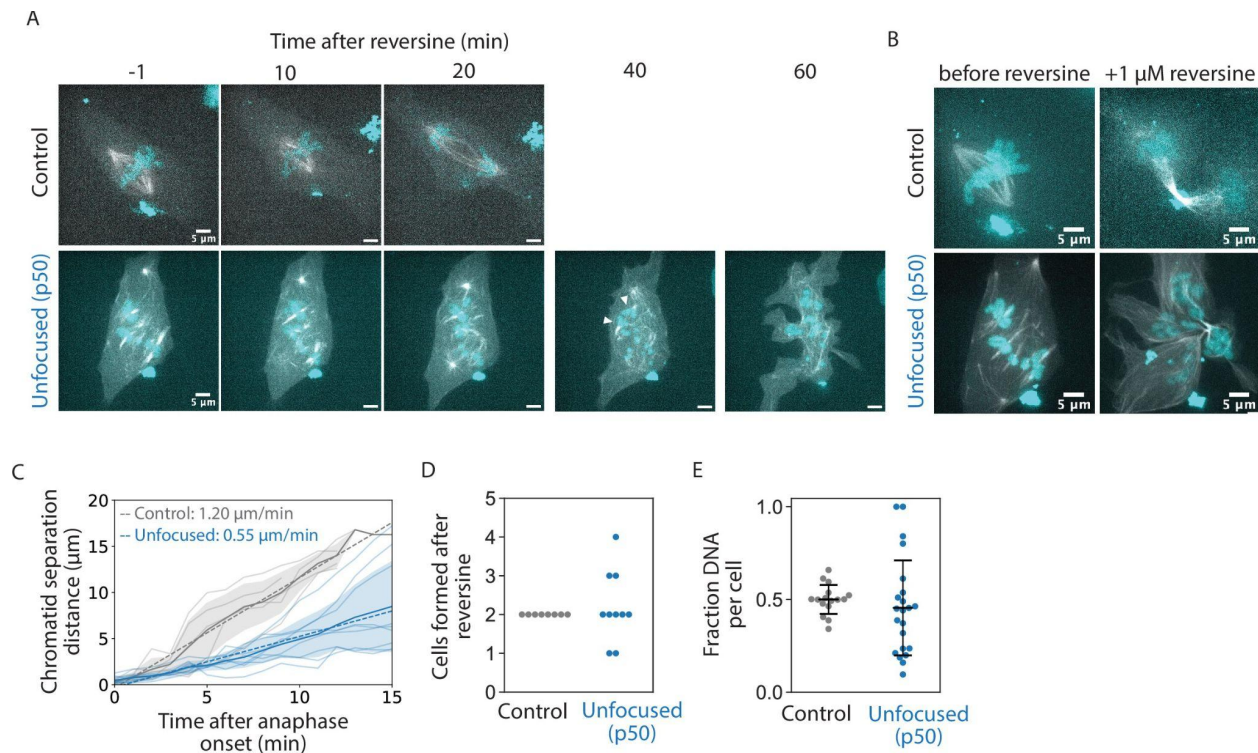 A
Time after reversine (min)
-1 10 20 40 60
Control
5 µm
Unfocused (p50)
5 µm
B
before reversine +1 µM reversine
Control
5 µm 5 µm
Unfocused (p50)
5 µm 5 µm
C
Chromatid separation
distance (µm)
20
15
10
5
0
-- Control: 1.20 µm/min
-- Unfocused: 0.55 µm/min
0 5 10 15
Time after anaphase
onset (min)
D
Cells formed after
reversine
5
4
3
2
1
0
Control Unfocused
(p50)
E
Fraction DNA
per cell
1.0
0.5
0.0
Control Unfocused
(p50)